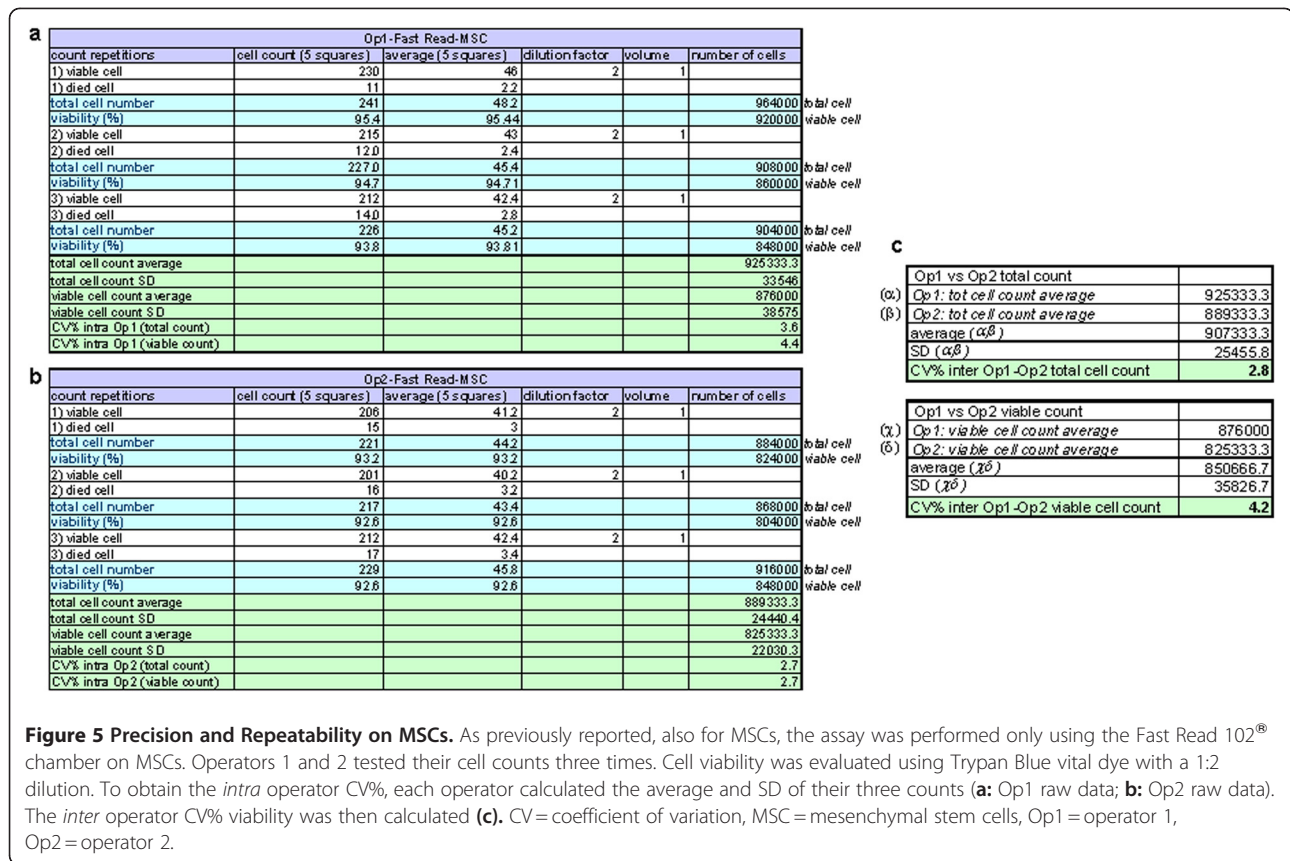 a
Op1-Fast Read-MSC
count repetitions cell count (5 squares) average (5 squares) dilution factor volume number of cells
1) viable cell 230 46 2 1
1) died cell 11 2.2
total cell number 241 48.2 964000 total cell
viability (%) 95.4 95.44 920000 viable cell
2) viable cell 215 43 2 1
2) died cell 12.0 2.4
total cell number 227.0 45.4 908000 total cell
viability (%) 94.7 94.71 860000 viable cell
3) viable cell 212 42.4 2 1
3) died cell 14.0 2.8
total cell number 226 45.2 904000 total cell
viability (%) 93.8 93.81 848000 viable cell
total cell count average 925333.3
total cell count SD 33546
viable cell count average 876000
viable cell count SD 38575
CV% intra Op1 (total count) 3.6
CV% intra Op1 (viable count) 4.4
b
Op2-Fast Read-MSC
count repetitions cell count (5 squares) average (5 squares) dilution factor volume number of cells
1) viable cell 206 41.2 2 1
1) died cell 15 3
total cell number 221 44.2 884000 total cell
viability (%) 93.2 93.2 824000 viable cell
2) viable cell 201 40.2 2 1
2) died cell 16 3.2
total cell number 217 43.4 868000 total cell
viability (%) 92.6 92.6 804000 viable cell
3) viable cell 212 42.4 2 1
3) died cell 17 3.4
total cell number 229 45.8 916000 total cell
viability (%) 92.6 92.6 848000 viable cell
total cell count average 889333.3
total cell count SD 24440.4
viable cell count average 825333.3
viable cell count SD 22030.3
CV% intra Op2 (total count) 2.7
CV% intra Op2 (viable count) 2.7
c
Op1 vs Op2 total count
(α) Op1: tot cell count average 925333.3
(β) Op2: tot cell count average 889333.3
average (αβ) 907333.3
SD (αβ) 25455.8
CV% inter Op1-Op2 total cell count 2.8
Op1 vs Op2 viable count
(χ) Op1: viable cell count average 876000
(δ) Op2: viable cell count average 825333.3
average (χδ) 850666.7
SD (χδ) 35826.7
CV% inter Op1-Op2 viable cell count 4.2
Figure 5 Precision and Repeatability on MSCs. As previously reported, also for MSCs, the assay was performed only using the Fast Read 102®
chamber on MSCs. Operators 1 and 2 tested their cell counts three times. Cell viability was evaluated using Trypan Blue vital dye with a 1:2
dilution. To obtain the intra operator CV%, each operator calculated the average and SD of their three counts (a: Op1 raw data; b: Op2 raw data).
The inter operator CV% viability was then calculated (c). CV = coefficient of variation, MSC = mesenchymal stem cells, Op1 = operator 1,
Op2 = operator 2.